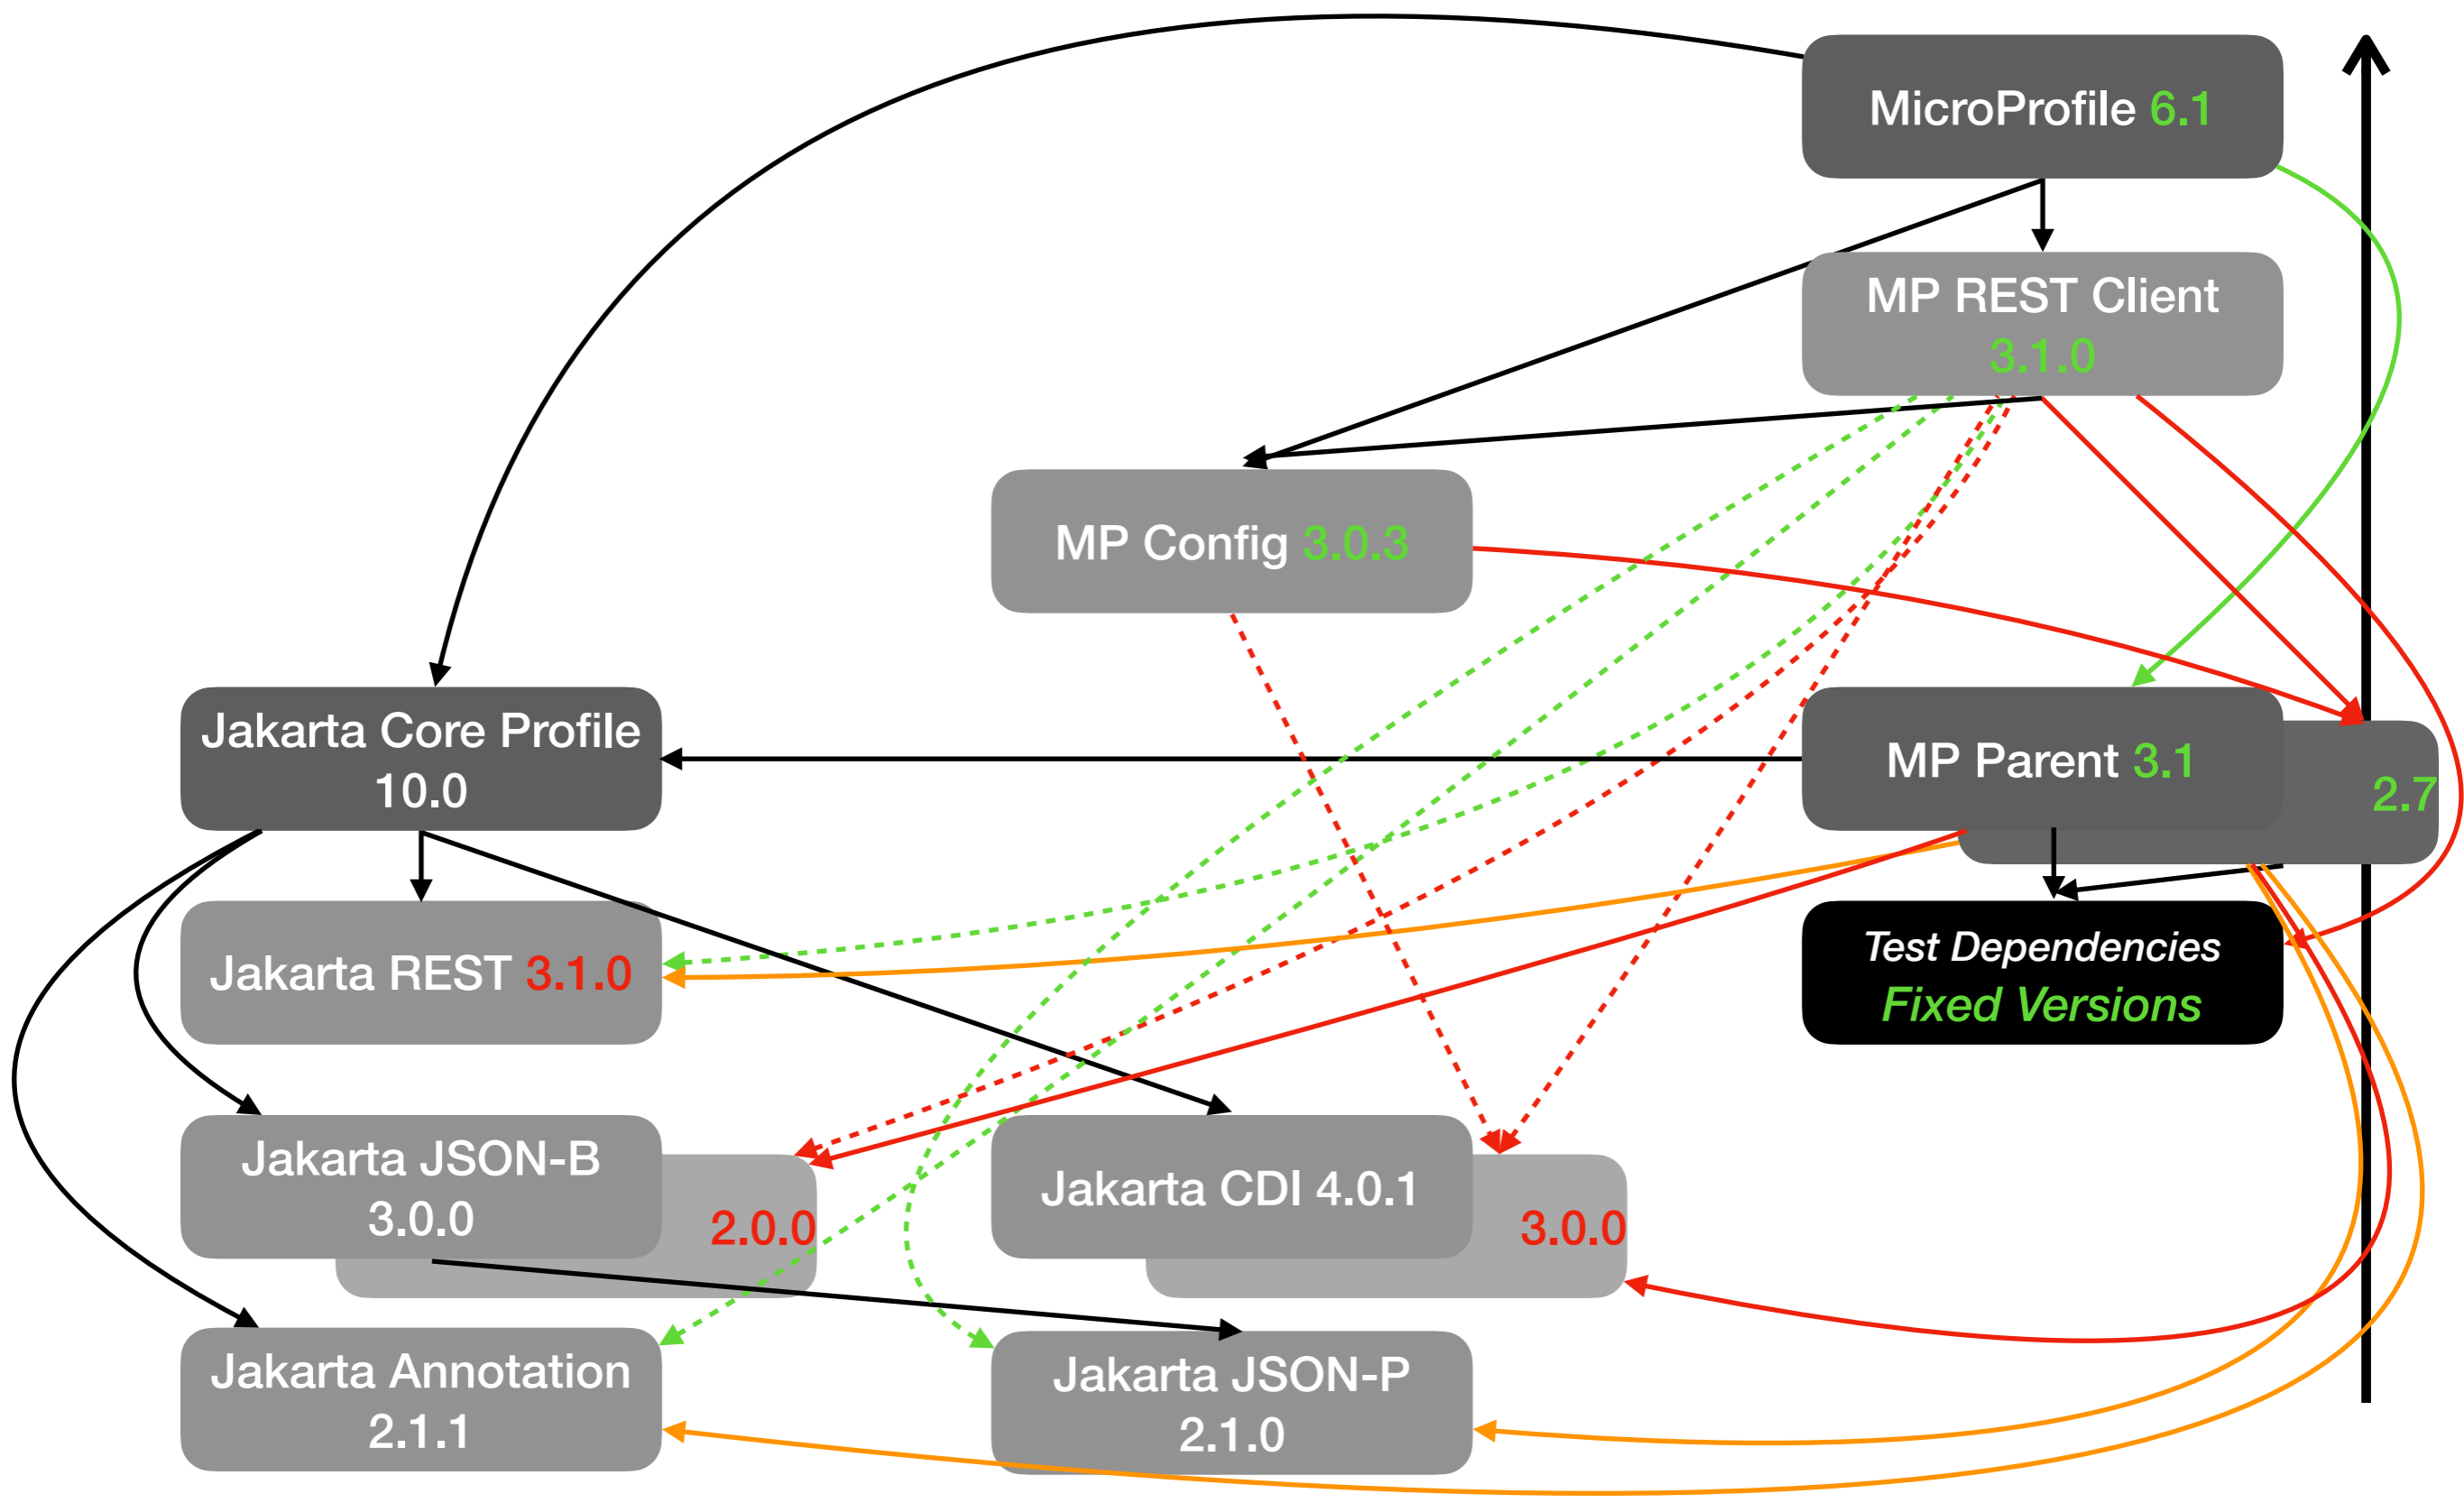 MicroProfile 6.1
MP REST Client
3.1.0
MP Config 3.0.3
Jakarta Core Profile
10.0
MP Parent 3.1
2.7
Jakarta REST 3.1.0
Test Dependencies
Fixed Versions
Jakarta JSON-B
3.0.0
2.0.0
Jakarta CDI 4.0.1
3.0.0
Jakarta Annotation
2.1.1
Jakarta JSON-P
2.1.0